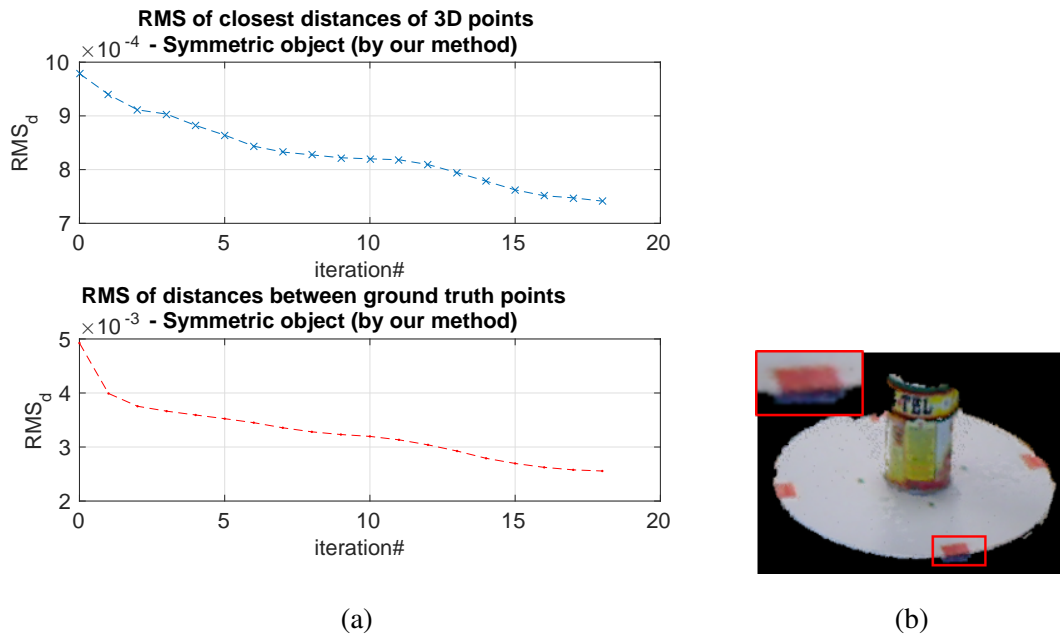 RMS of closest distances of 3D points
- Symmetric object (by our method)
×10⁻⁴
10
9
8
7
RMS_d
0 5 10 15 20
iteration#
RMS of distances between ground truth points
- Symmetric object (by our method)
×10⁻³
5
4
3
2
RMS_d
0 5 10 15 20
iteration#
TEL
(a)
(b)